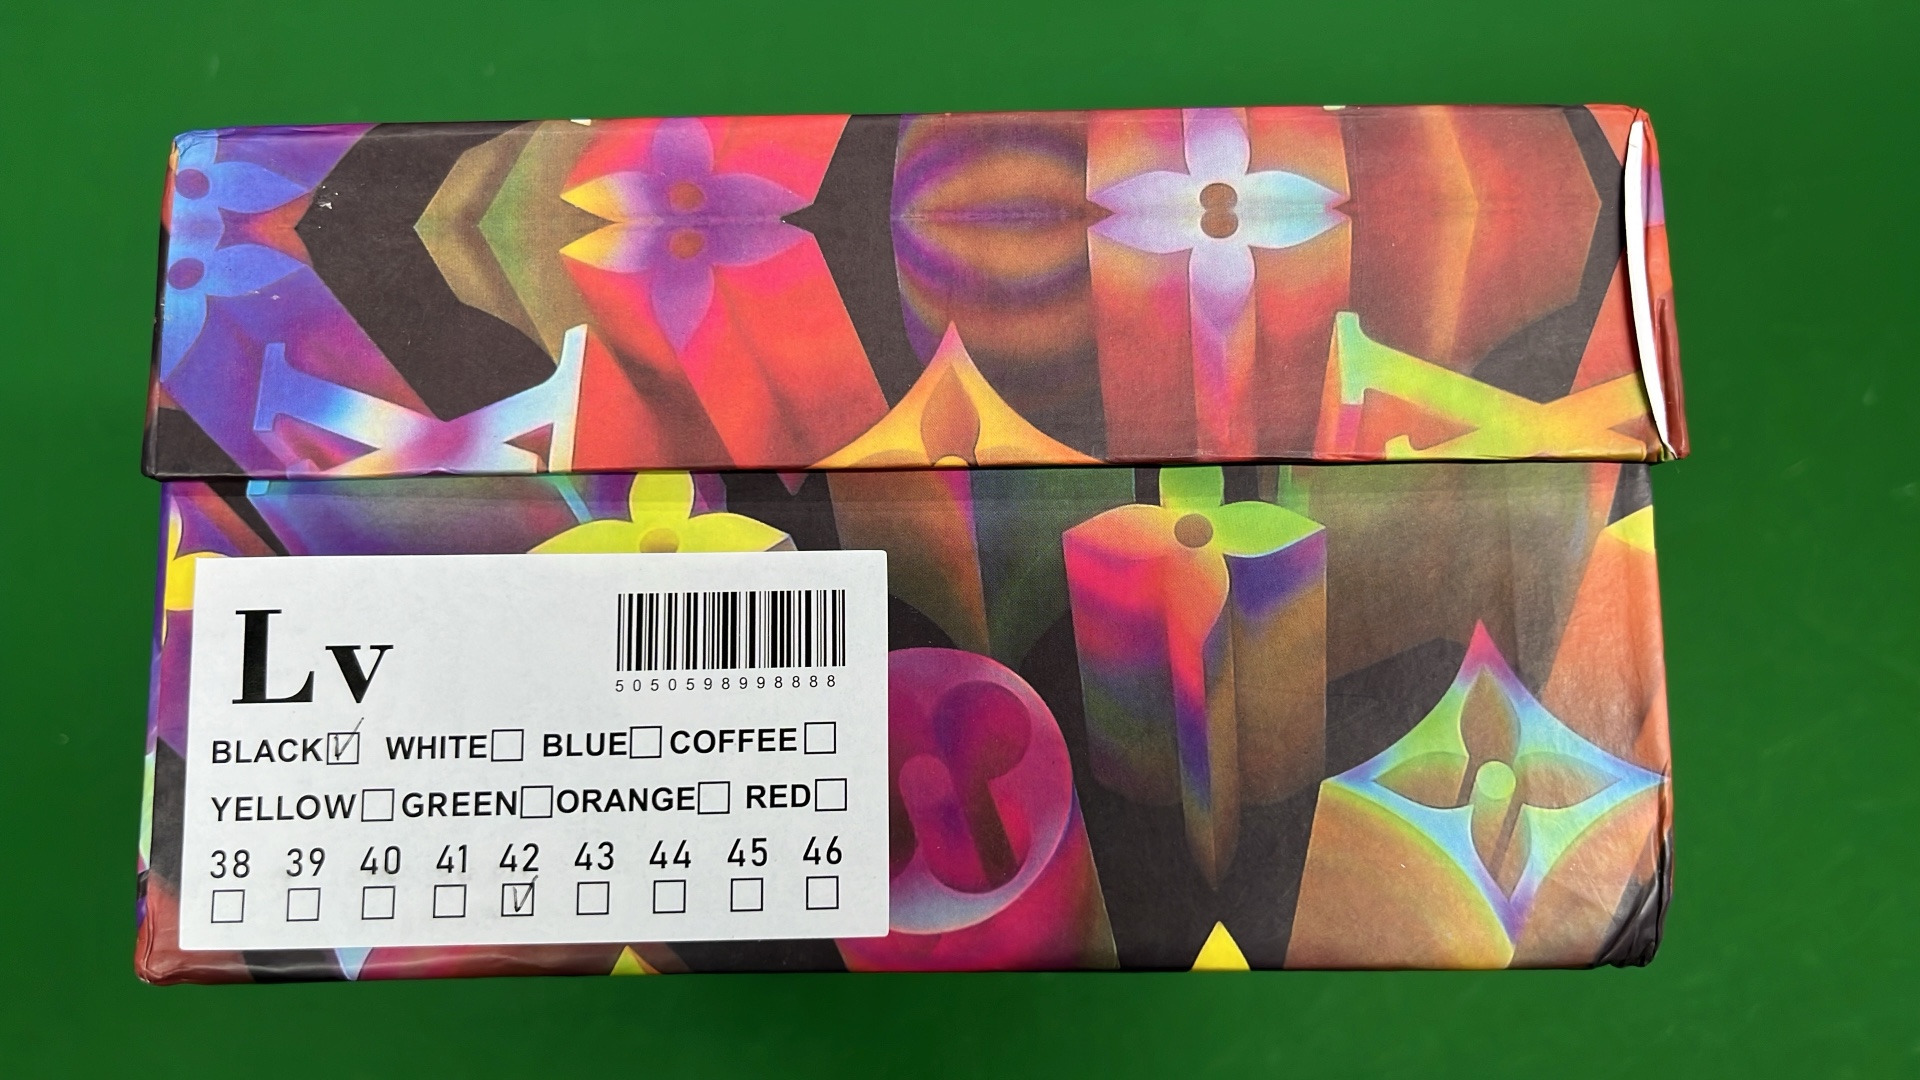 Lv
5050598998888
BLACK☑ WHITE☐ BLUE☐ COFFEE☐
YELLOW☐ GREEN☐ ORANGE☐ RED☐
38 39 40 41 42 43 44 45 46
☐ ☐ ☐ ☐ ☑ ☐ ☐ ☐ ☐